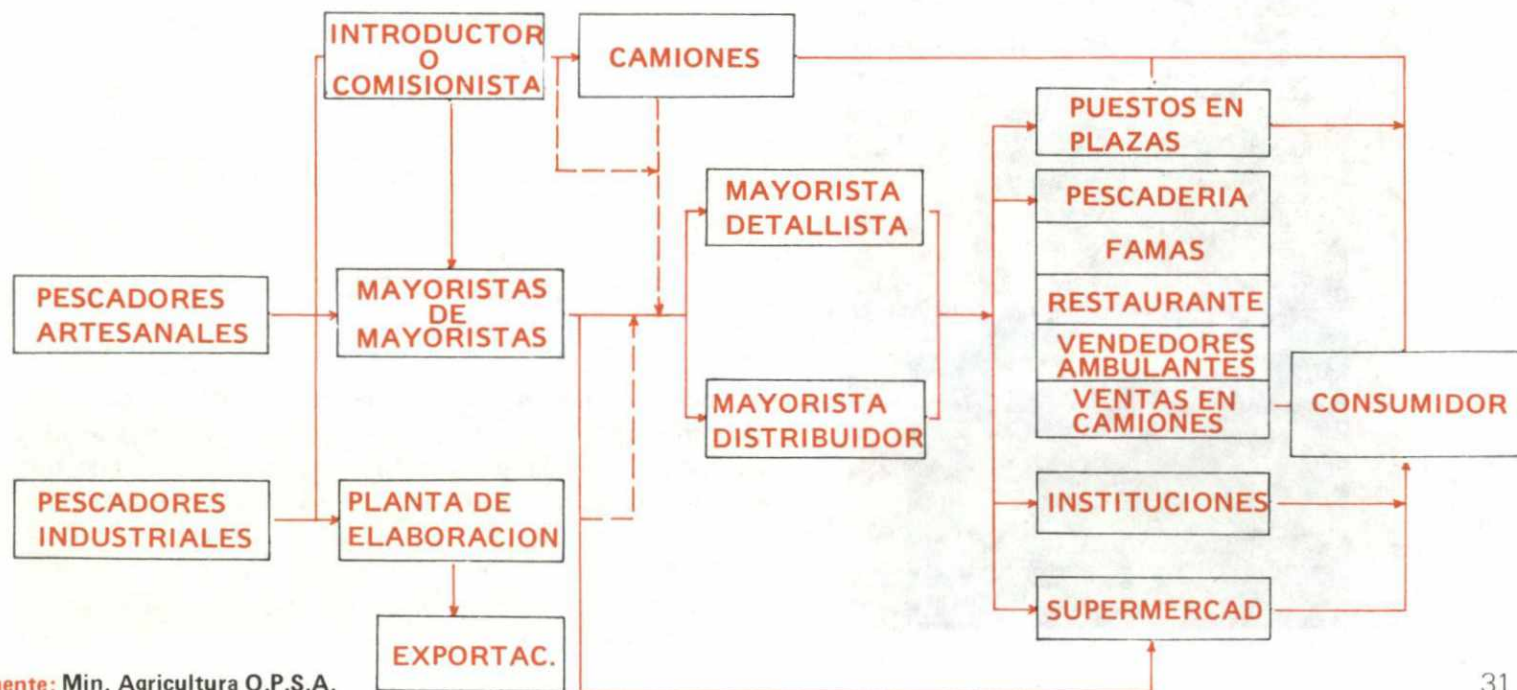 INTRODUCTOR
O
COMISIONISTA
CAMIONES
PUESTOS EN
PLAZAS
MAYORISTA
DETALLISTA
PESCADERIA
FAMAS
PESCADORES
ARTESANALES
MAYORISTAS
DE
MAYORISTAS
RESTAURANTE
VENDEDORES
AMBULANTES
MAYORISTA
DISTRIBUIDOR
VENTAS EN
CAMIONES
CONSUMIDOR
PESCADORES
INDUSTRIALES
PLANTA DE
ELABORACION
INSTITUCIONES
SUPERMERCAD
EXPORTAC.
ente: Min. Agricultura O.P.S.A.
31